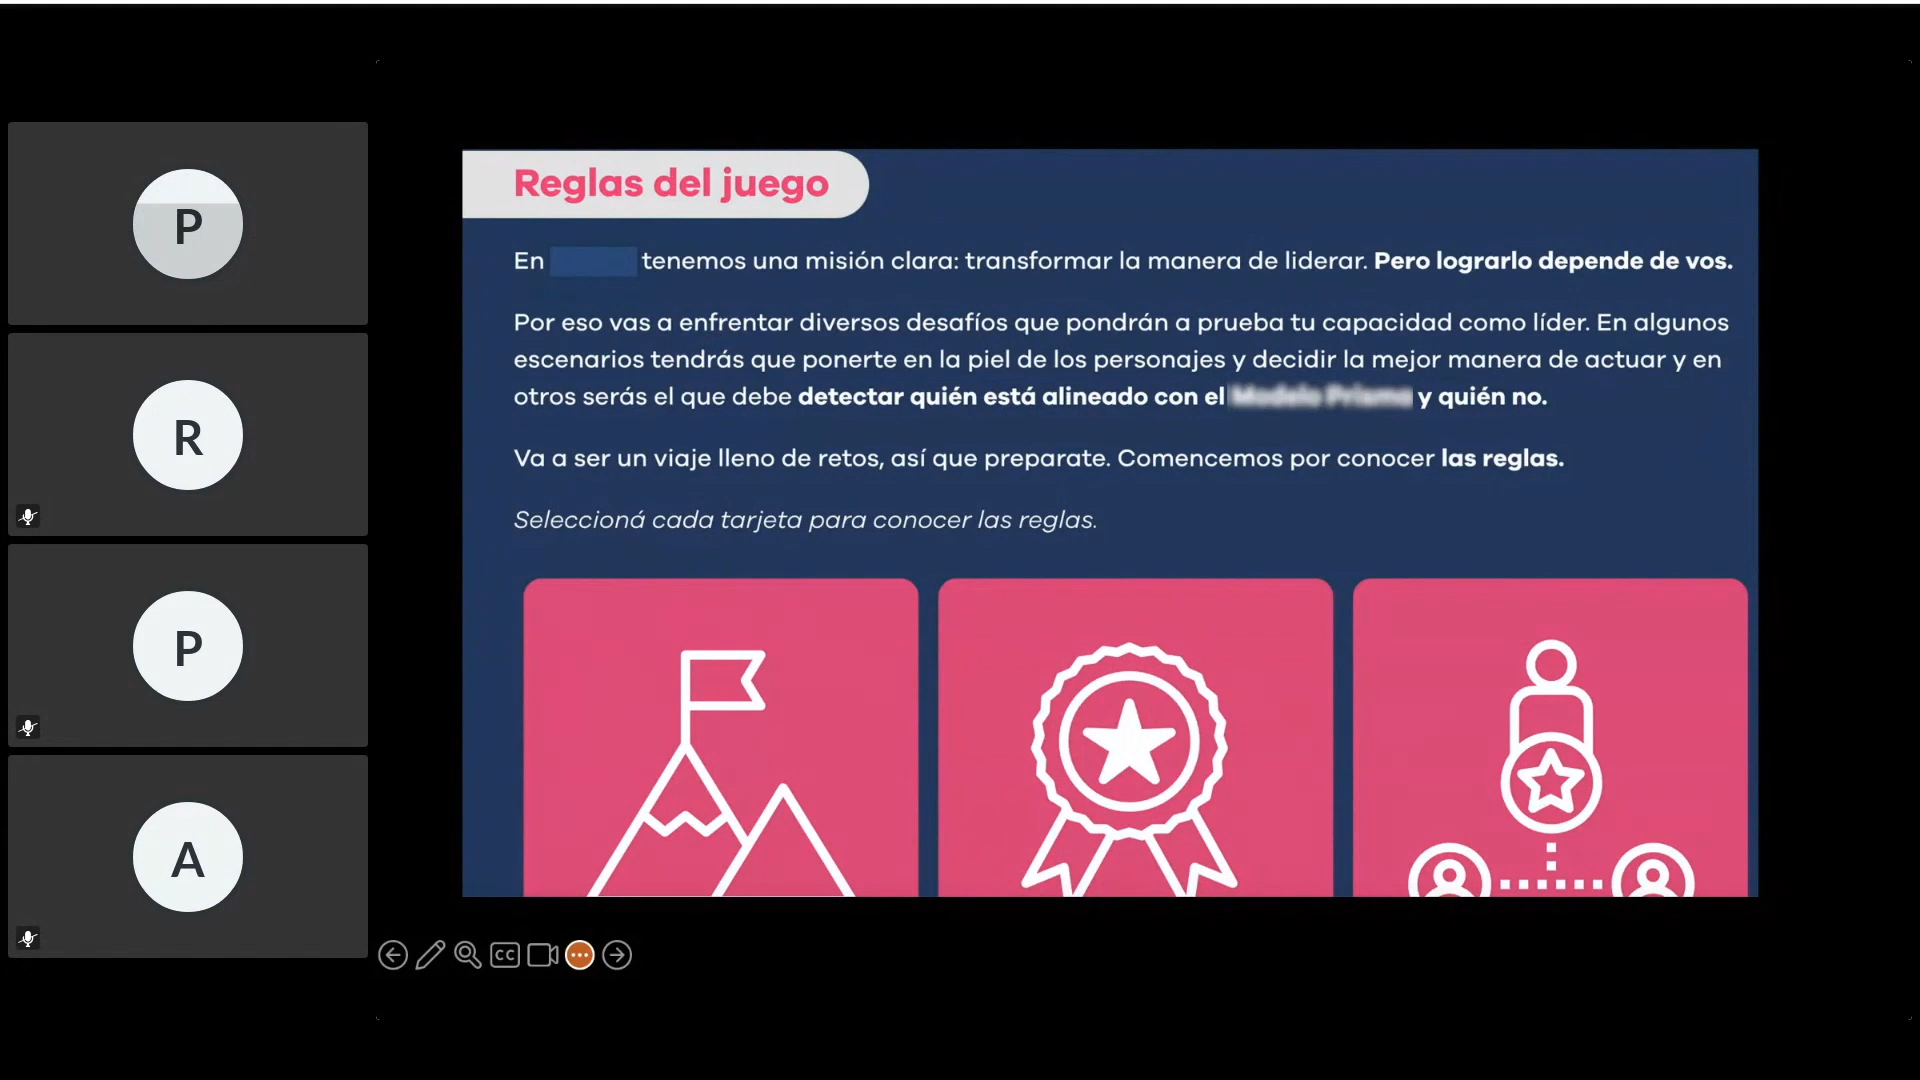 P
R
P
A
Reglas del juego
En tenemos una misión clara: transformar la manera de liderar. Pero lograrlo depende de vos.
Por eso vas a enfrentar diversos desafíos que pondrán a prueba tu capacidad como líder. En algunos
escenarios tendrás que ponerte en la piel de los personajes y decidir la mejor manera de actuar y en
otros serás el que debe detectar quién está alineado con el y quién no.
Va a ser un viaje lleno de retos, así que preparate. Comencemos por conocer las reglas.
Seleccioná cada tarjeta para conocer las reglas.
CC